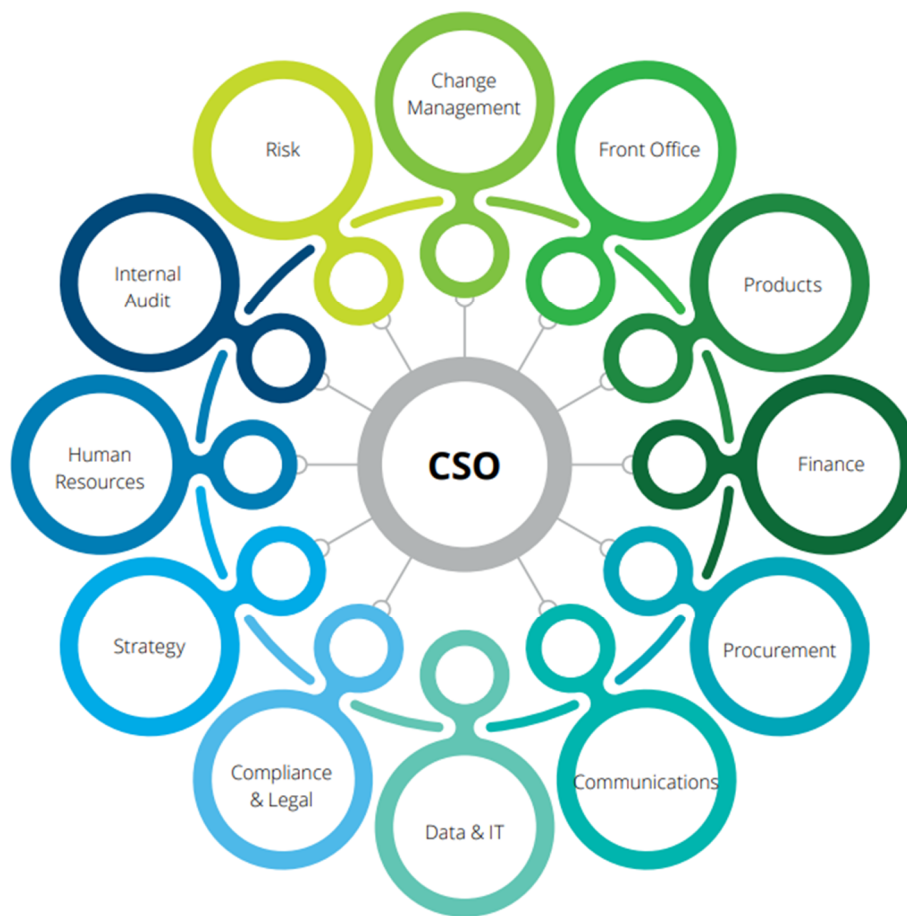 Change
Management
Front Office
Products
Finance
Procurement
Communications
Data & IT
Compliance
& Legal
Strategy
Human
Resources
Internal
Audit
Risk
CSO